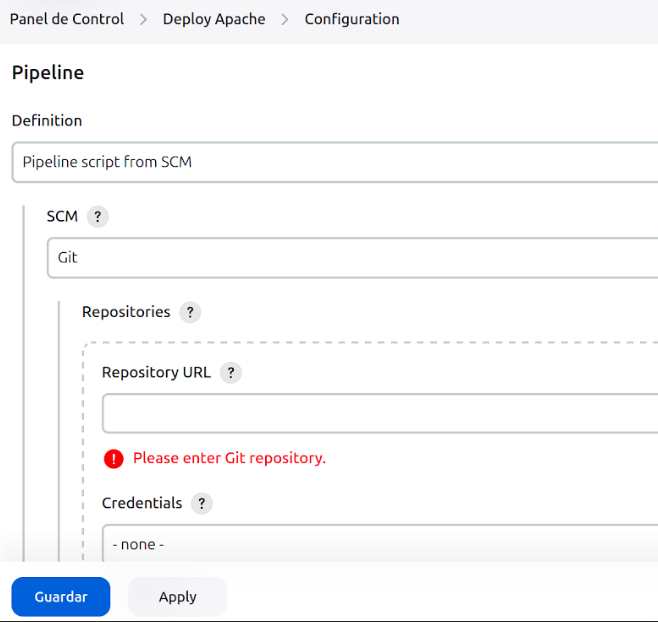 Panel de Control > Deploy Apache > Configuration
Pipeline
Definition
Pipeline script from SCM
SCM ?
Git
Repositories ?
Repository URL ?
! Please enter Git repository.
Credentials ?
- none -
Guardar Apply